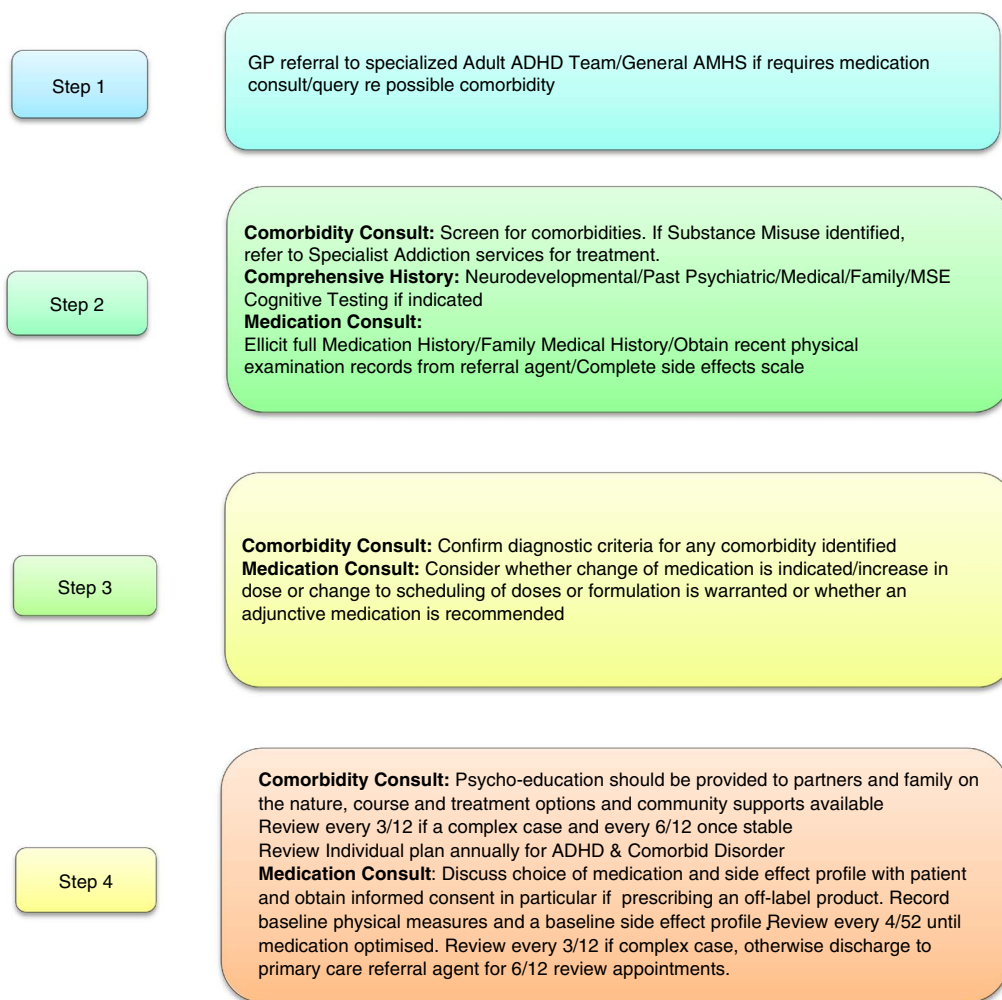 Step 1
GP referral to specialized Adult ADHD Team/General AMHS if requires medication
consult/query re possible comorbidity
Step 2
Comorbidity Consult: Screen for comorbidities. If Substance Misuse identified,
refer to Specialist Addiction services for treatment.
Comprehensive History: Neurodevelopmental/Past Psychiatric/Medical/Family/MSE
Cognitive Testing if indicated
Medication Consult:
Ellicit full Medication History/Family Medical History/Obtain recent physical
examination records from referral agent/Complete side effects scale
Step 3
Comorbidity Consult: Confirm diagnostic criteria for any comorbidity identified
Medication Consult: Consider whether change of medication is indicated/increase in
dose or change to scheduling of doses or formulation is warranted or whether an
adjunctive medication is recommended
Step 4
Comorbidity Consult: Psycho-education should be provided to partners and family on
the nature, course and treatment options and community supports available
Review every 3/12 if a complex case and every 6/12 once stable
Review Individual plan annually for ADHD & Comorbid Disorder
Medication Consult: Discuss choice of medication and side effect profile with patient
and obtain informed consent in particular if prescribing an off-label product. Record
baseline physical measures and a baseline side effect profile. Review every 4/52 until
medication optimised. Review every 3/12 if complex case, otherwise discharge to
primary care referral agent for 6/12 review appointments.